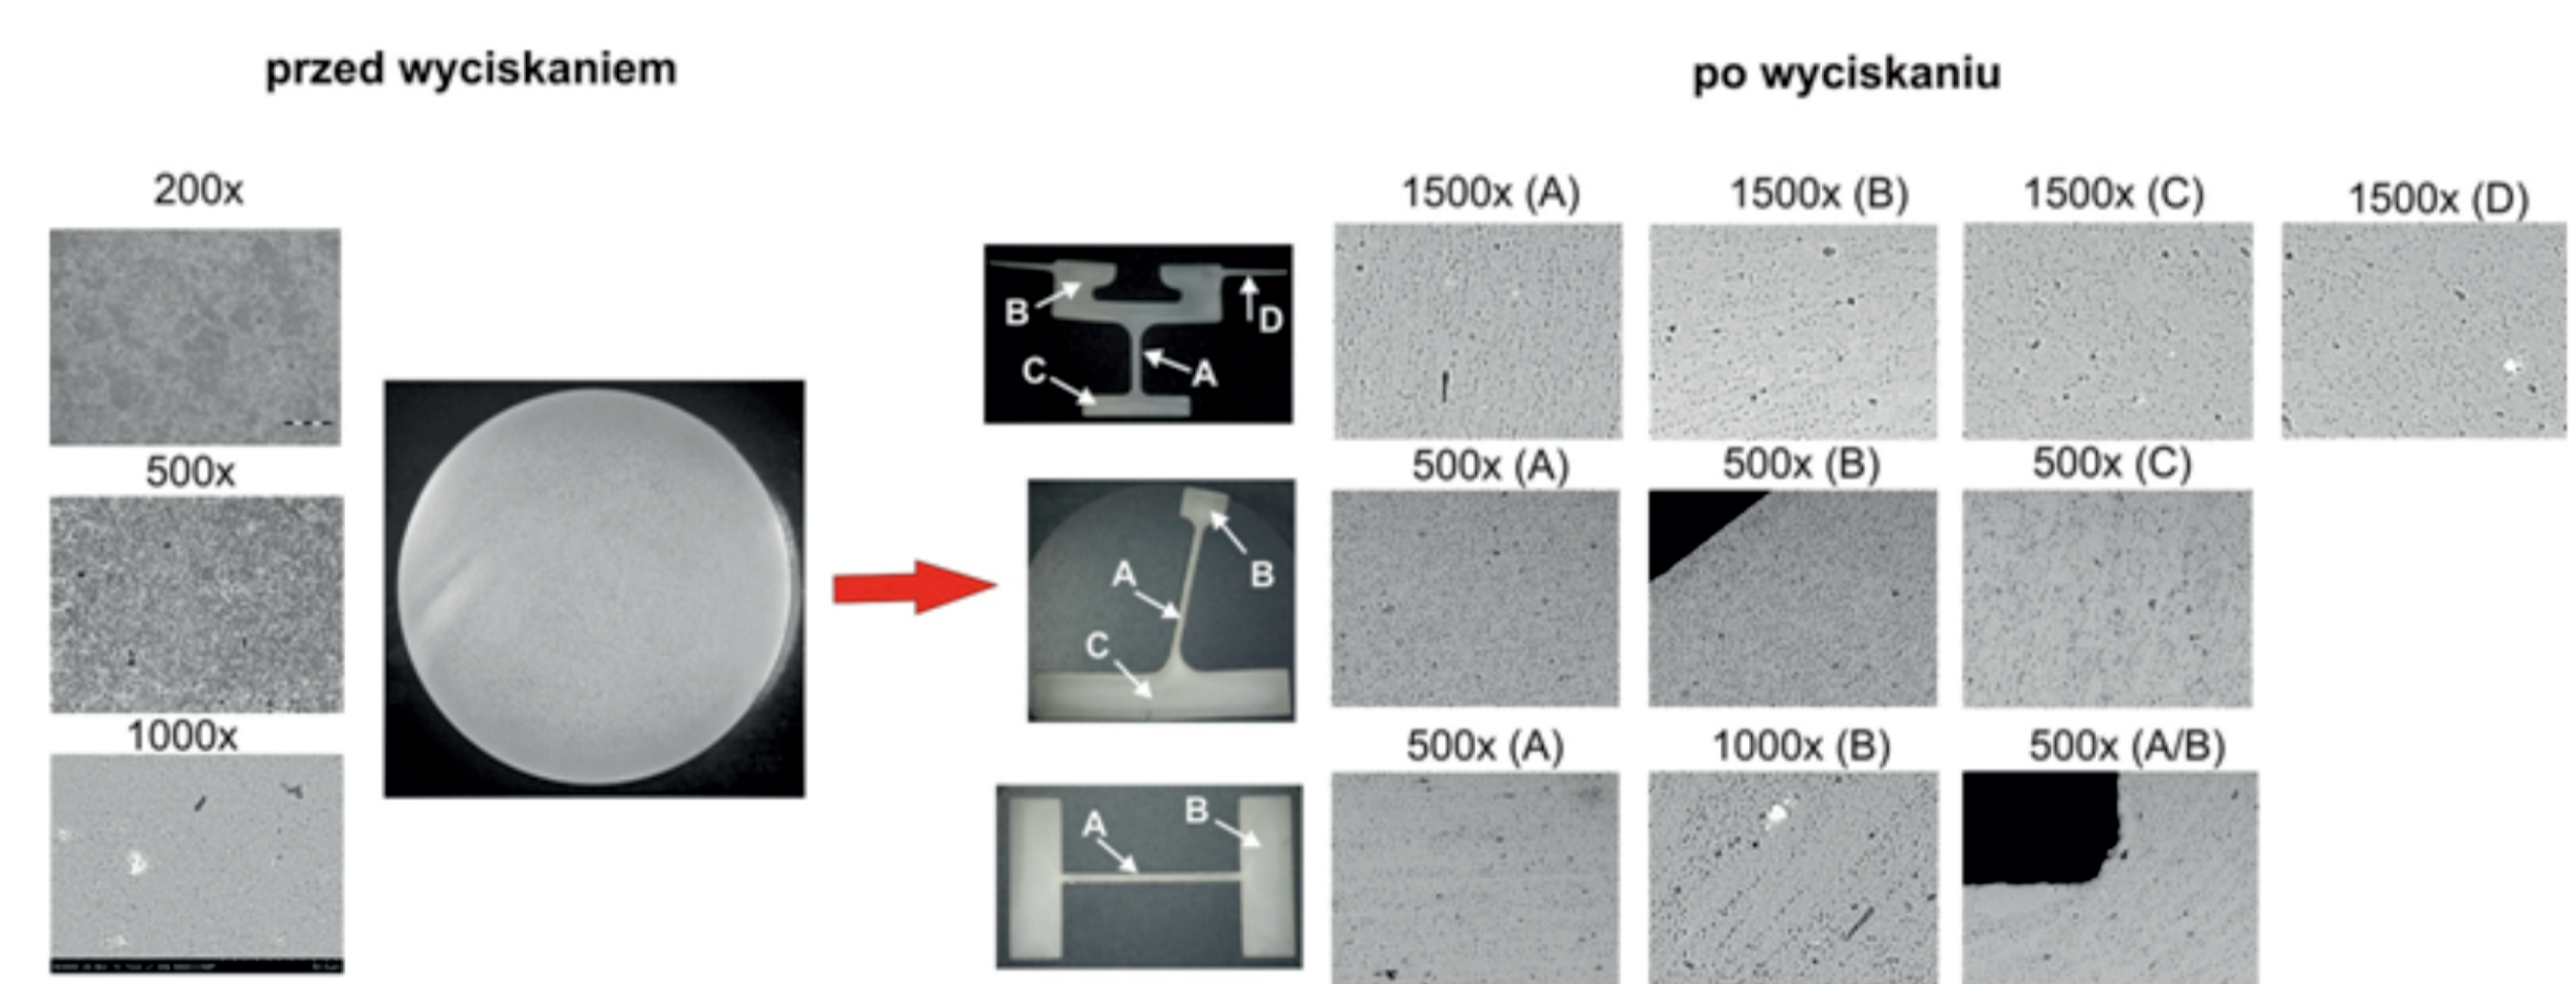 przed wyciskaniem
po wyciskaniu
200x
500x
1000x
B
D
C
A
A
B
C
A
B
1500x (A)
1500x (B)
1500x (C)
1500x (D)
500x (A)
500x (B)
500x (C)
500x (A)
1000x (B)
500x (A/B)